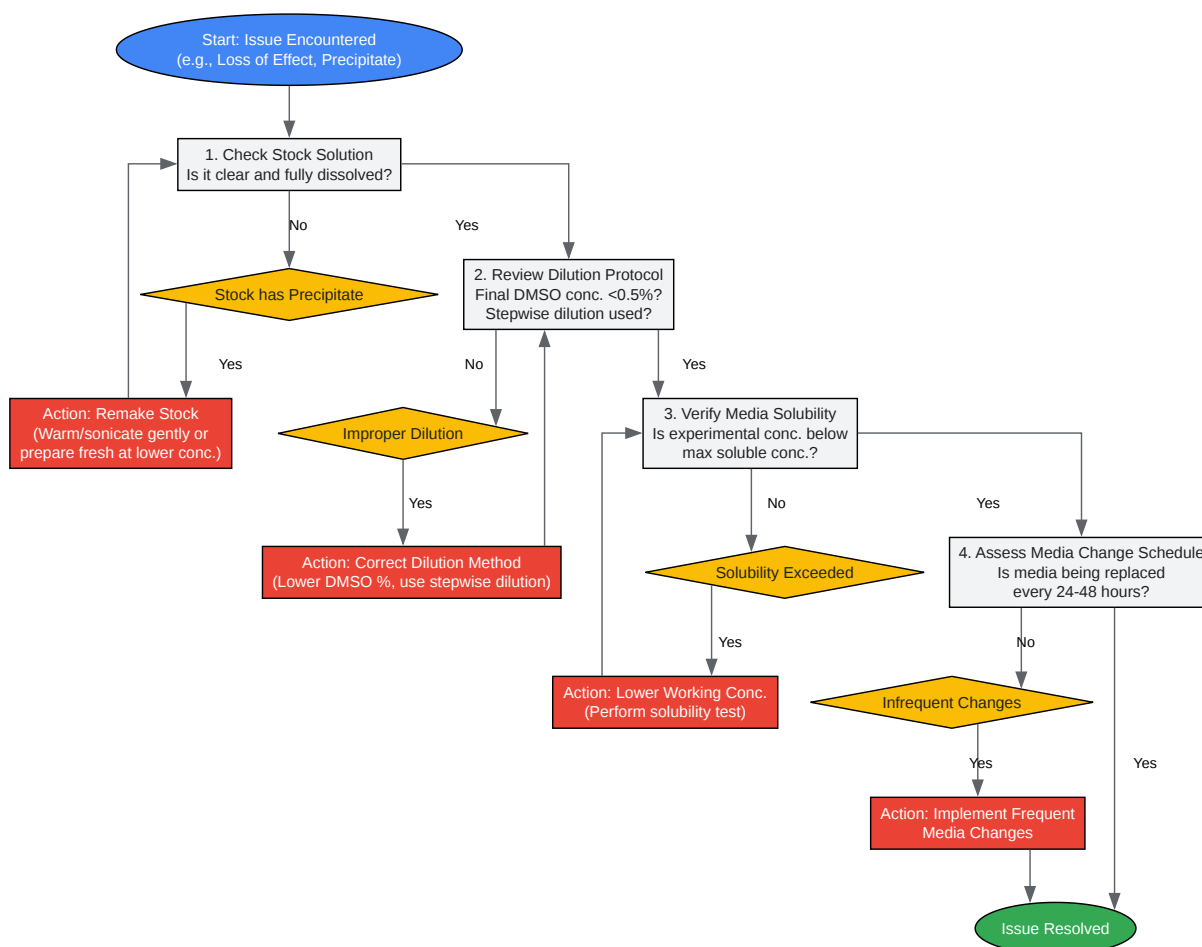 Start: Issue Encountered
(e.g., Loss of Effect, Precipitate)
1. Check Stock Solution
Is it clear and fully dissolved?
No
Yes
Stock has Precipitate
2. Review Dilution Protocol
Final DMSO conc. <0.5%?
Stepwise dilution used?
Yes
No
Yes
Action: Remake Stock
(Warm/sonicate gently or
prepare fresh at lower conc.)
Improper Dilution
3. Verify Media Solubility
Is experimental conc. below
max soluble conc.?
Yes
No
Yes
Action: Correct Dilution Method
(Lower DMSO %, use stepwise dilution)
Solubility Exceeded
4. Assess Media Change Schedule
Is media being replaced
every 24-48 hours?
Yes
No
Action: Lower Working Conc.
(Perform solubility test)
Infrequent Changes
Yes
Yes
Action: Implement Frequent
Media Changes
Issue Resolved